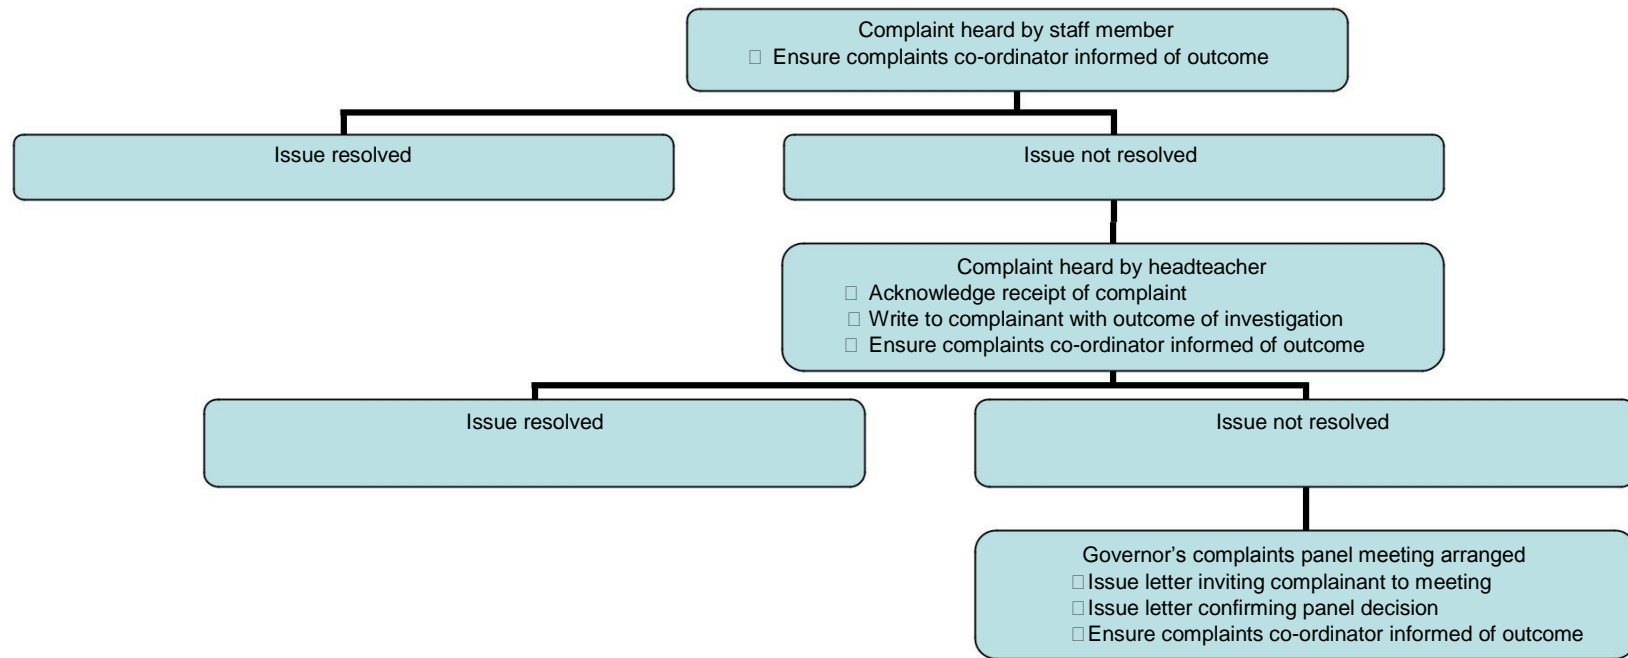 Complaint heard by staff member
□ Ensure complaints co-ordinator informed of outcome
Issue resolved
Issue not resolved
Complaint heard by headteacher
□ Acknowledge receipt of complaint
□ Write to complainant with outcome of investigation
□ Ensure complaints co-ordinator informed of outcome
Issue resolved
Issue not resolved
Governor’s complaints panel meeting arranged
□Issue letter inviting complainant to meeting
□Issue letter confirming panel decision
□Ensure complaints co-ordinator informed of outcome